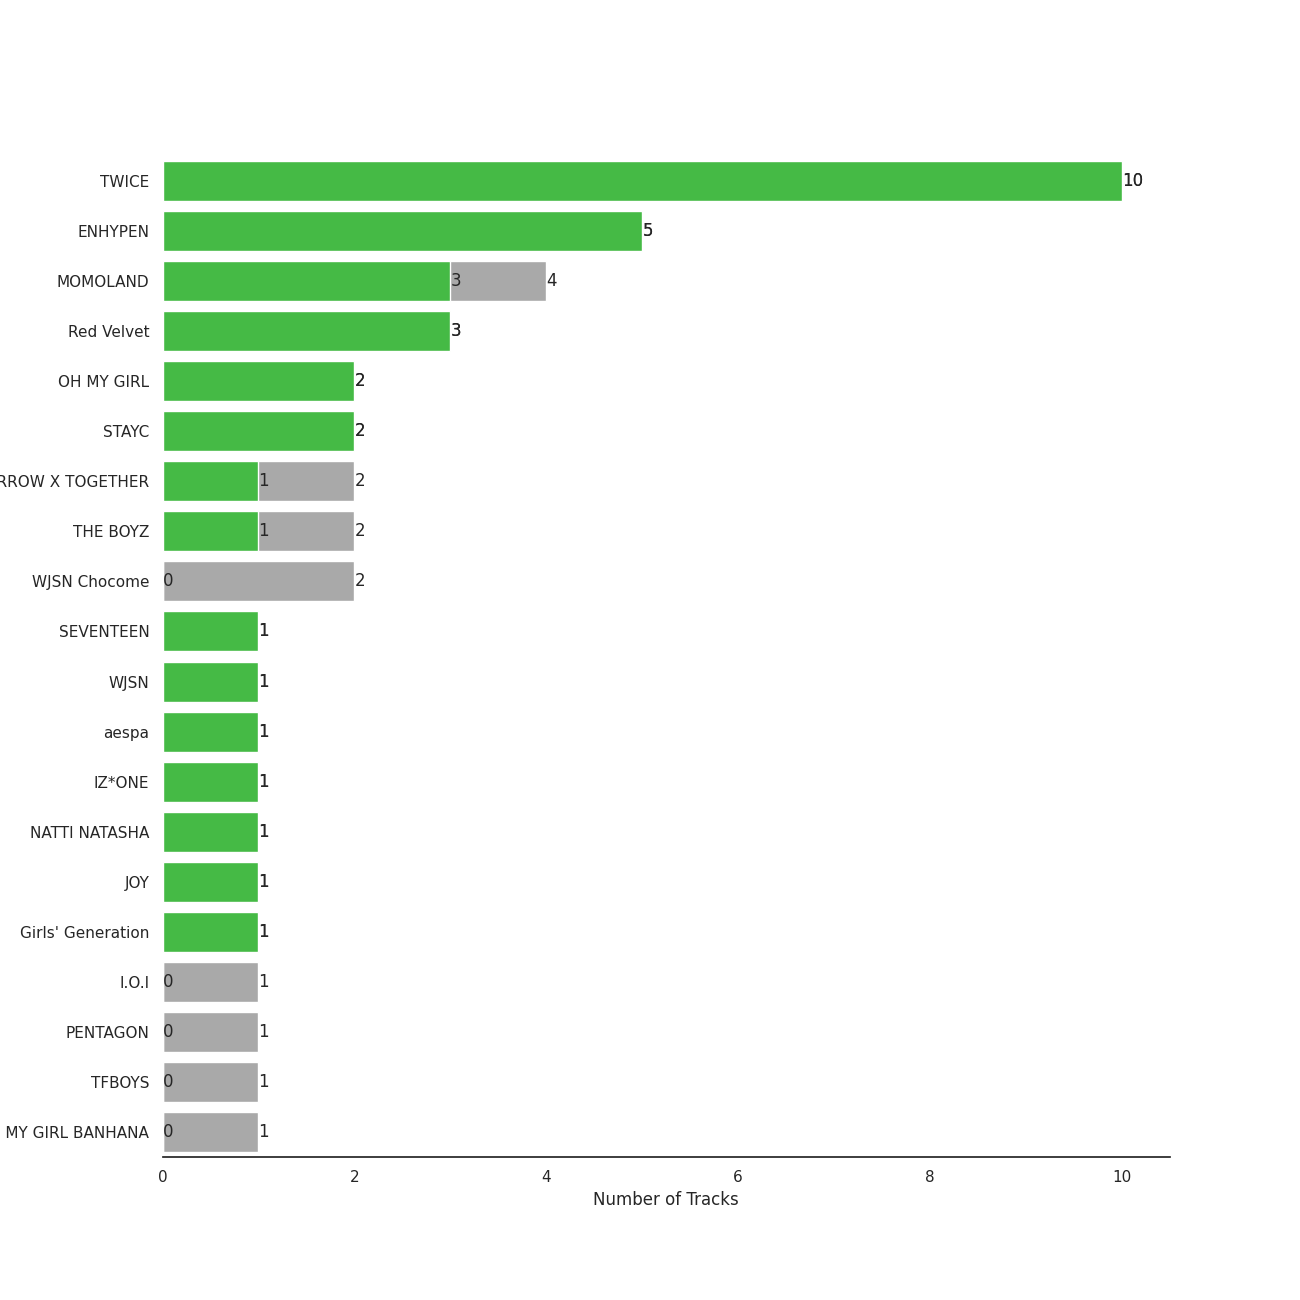 TWICE 10
ENHYPEN 5
MOMOLAND 3 4
Red Velvet 3
OH MY GIRL 2
STAYC 2
RROW X TOGETHER 1 2
THE BOYZ 1 2
WJSN Chocome 0 2
SEVENTEEN 1
WJSN 1
aespa 1
IZ*ONE 1
NATTI NATASHA 1
JOY 1
Girls' Generation 1
I.O.I 0 1
PENTAGON 0 1
TFBOYS 0 1
MY GIRL BANHANA 0 1
0 2 4 6 8 10
Number of Tracks